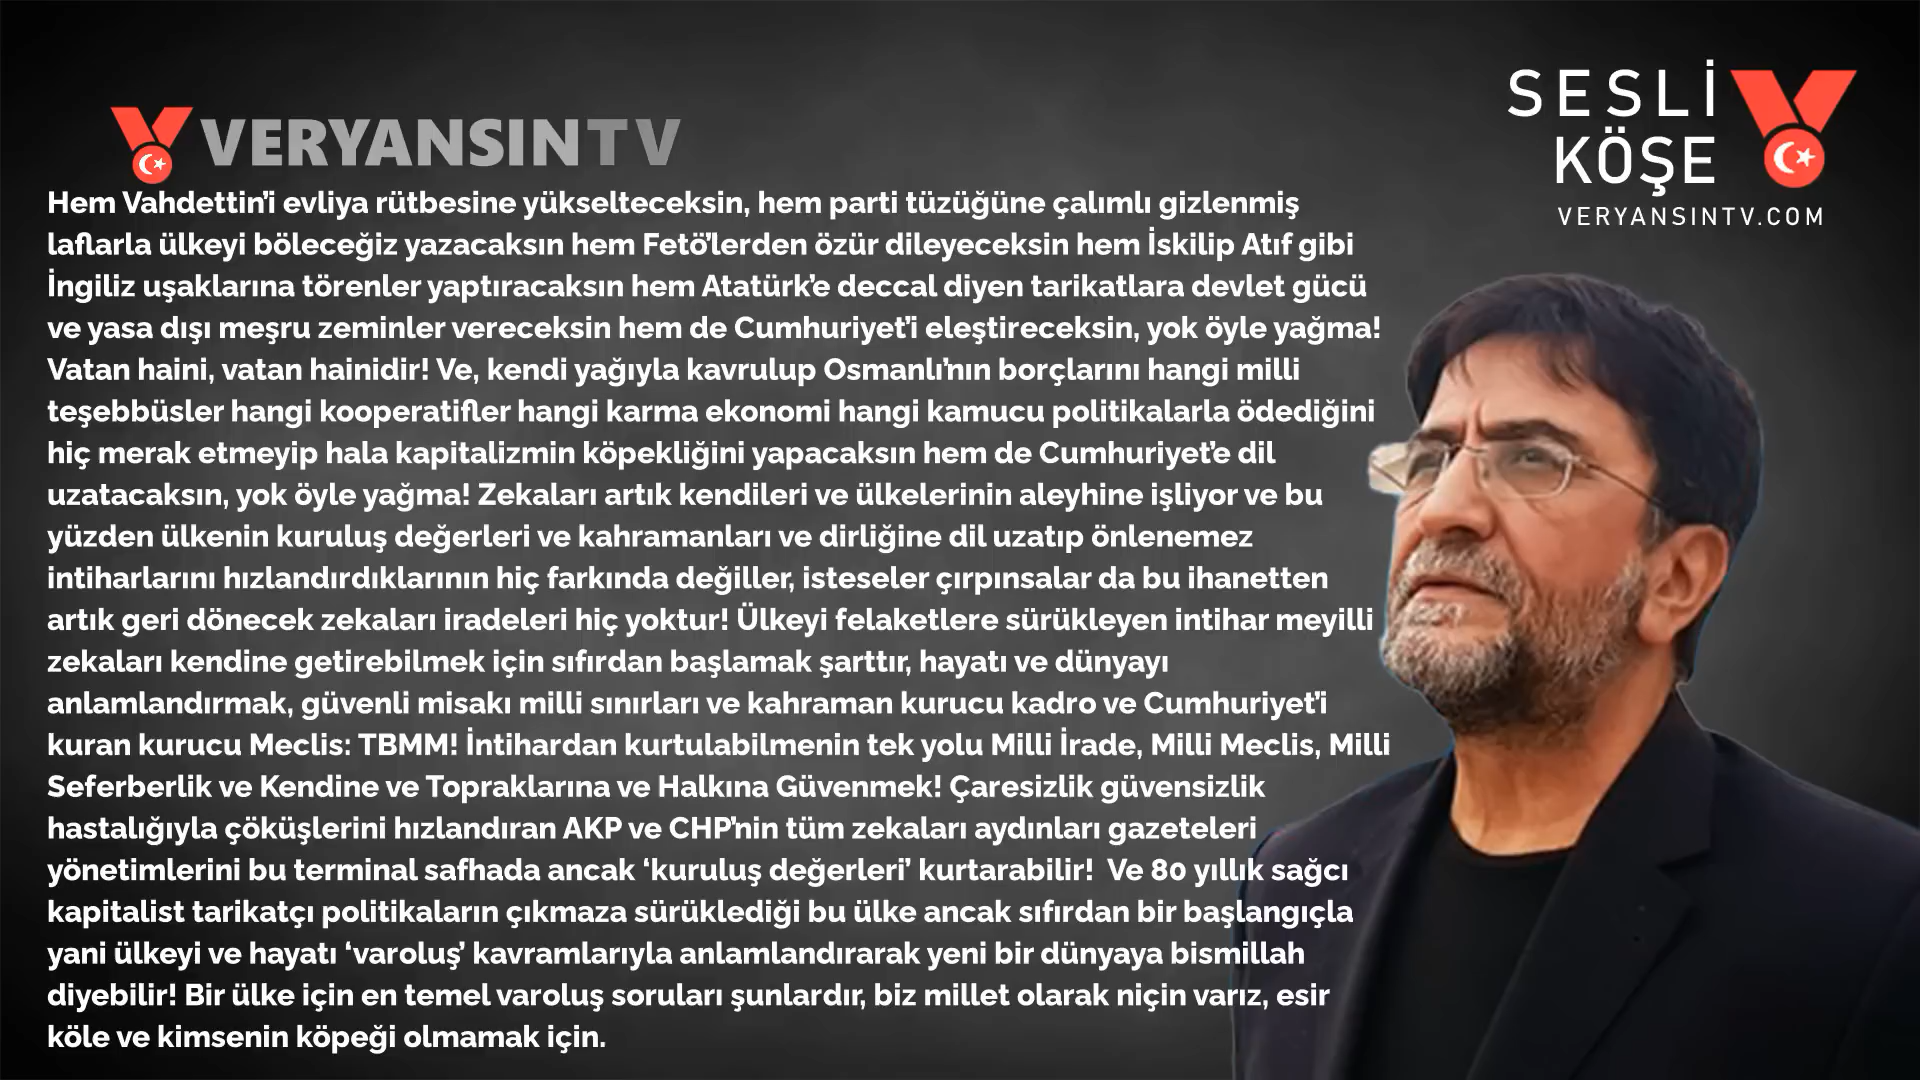 VERYANSINTV
SESLİ
KÖŞE
VERYANSINTV.COM
Hem Vahdettin’i evliya rütbesine yükselteceksin, hem parti tüzüğüne çalımlı gizlenmiş
laflarla ülkeyi böleceğiz yazacaksın hem Fetö’lerden özür dileyeceksin hem İskilip Atıf gibi
İngiliz uşaklarına törenler yaptıracaksın hem Atatürk’e deccal diyen tarikatlara devlet gücü
ve yasa dışı meşru zeminler vereceksin hem de Cumhuriyet’i eleştireceksin, yok öyle yağma!
Vatan haini, vatan hainidir! Ve, kendi yağıyla kavrulup Osmanlı’nın borçlarını hangi milli
teşebbüsler hangi kooperatifler hangi karma ekonomi hangi kamucu politikalarla ödediğini
hiç merak etmeyip hala kapitalizmin köpekliğini yapacaksın hem de Cumhuriyet’e dil
uzatacaksın, yok öyle yağma! Zekaları artık kendileri ve ülkelerinin aleyhine işliyor ve bu
yüzden ülkenin kuruluş değerleri ve kahramanları ve dirliğine dil uzatıp önlenemez
intiharlarını hızlandırdıklarının hiç farkında değiller, isteseler çırpınsalar da bu ihanetten
artık geri dönecek zekaları iradeleri hiç yoktur! Ülkeyi felaketlere sürükleyen intihar meyilli
zekaları kendine getirebilmek için sıfırdan başlamak şarttır, hayatı ve dünyayı
anlamlandırmak, güvenli misakı milli sınırları ve kahraman kurucu kadro ve Cumhuriyet’i
kuran kurucu Meclis: TBMM! İntihardan kurtulabilmenin tek yolu Milli İrade, Milli Meclis, Milli
Seferberlik ve Kendine ve Topraklarına ve Halkına Güvenmek! Çaresizlik güvensizlik
hastalığıyla çöküşlerini hızlandıran AKP ve CHP’nin tüm zekaları aydınları gazeteleri
yönetimlerini bu terminal safhada ancak ‘kuruluş değerleri’ kurtarabilir!  Ve 80 yıllık sağcı
kapitalist tarikatçı politikaların çıkmaza sürüklediği bu ülke ancak sıfırdan bir başlangıçla
yani ülkeyi ve hayatı ‘varoluş’ kavramlarıyla anlamlandırarak yeni bir dünyaya bismillah
diyebilir! Bir ülke için en temel varoluş soruları şunlardır, biz millet olarak niçin varız, esir
köle ve kimsenin köpeği olmamak için.